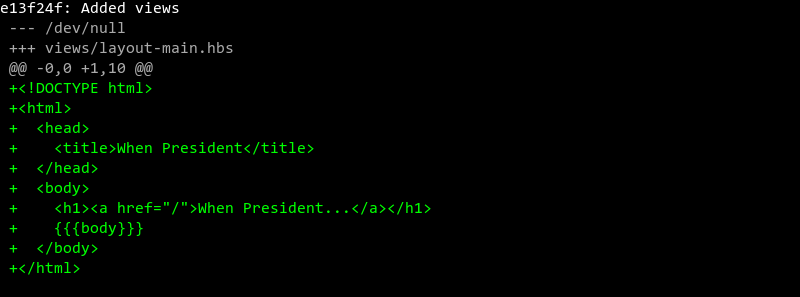 e13f24f: Added views
--- /dev/null
+++ views/layout-main.hbs
@@ -0,0 +1,10 @@
+<!DOCTYPE html>
+<html>
+  <head>
+    <title>When President</title>
+  </head>
+  <body>
+    <h1><a href="/">When President...</a></h1>
+    {{{body}}}
+  </body>
+</html>